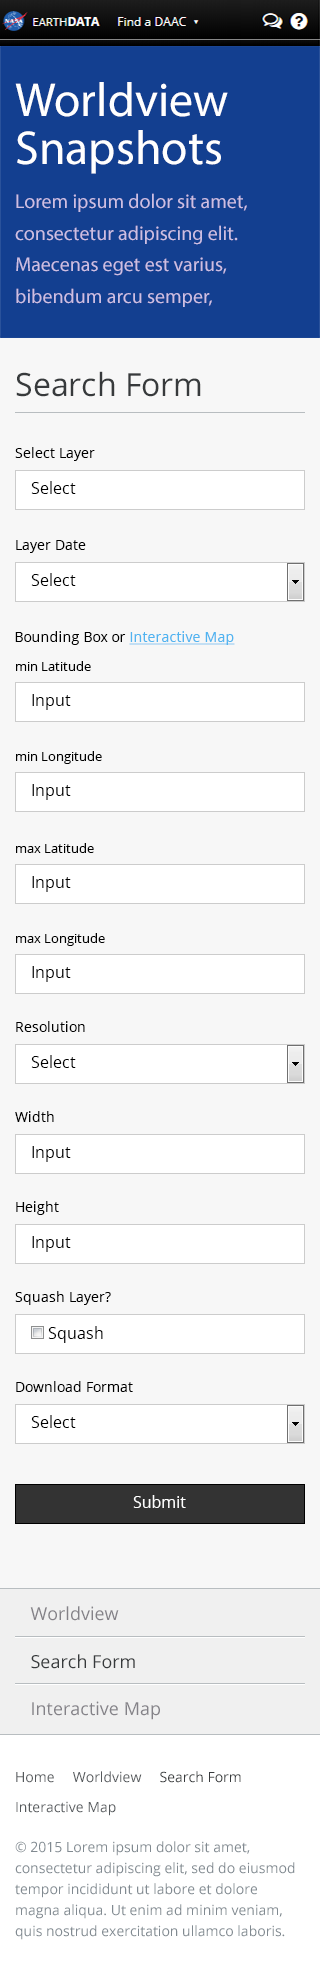 NASA EARTHDATA Find a DAAC
Worldview
Snapshots
Lorem ipsum dolor sit amet,
consectetur adipiscing elit.
Maecenas eget est varius,
bibendum arcu semper,
Search Form
Select Layer
Select
Layer Date
Select
Bounding Box or Interactive Map
min Latitude
Input
min Longitude
Input
max Latitude
Input
max Longitude
Input
Resolution
Select
Width
Input
Height
Input
Squash Layer?
Squash
Download Format
Select
Submit
Worldview
Search Form
Interactive Map
Home Worldview Search Form
Interactive Map
© 2015 Lorem ipsum dolor sit amet,
consectetur adipiscing elit, sed do eiusmod
tempor incididunt ut labore et dolore
magna aliqua. Ut enim ad minim veniam,
quis nostrud exercitation ullamco laboris.